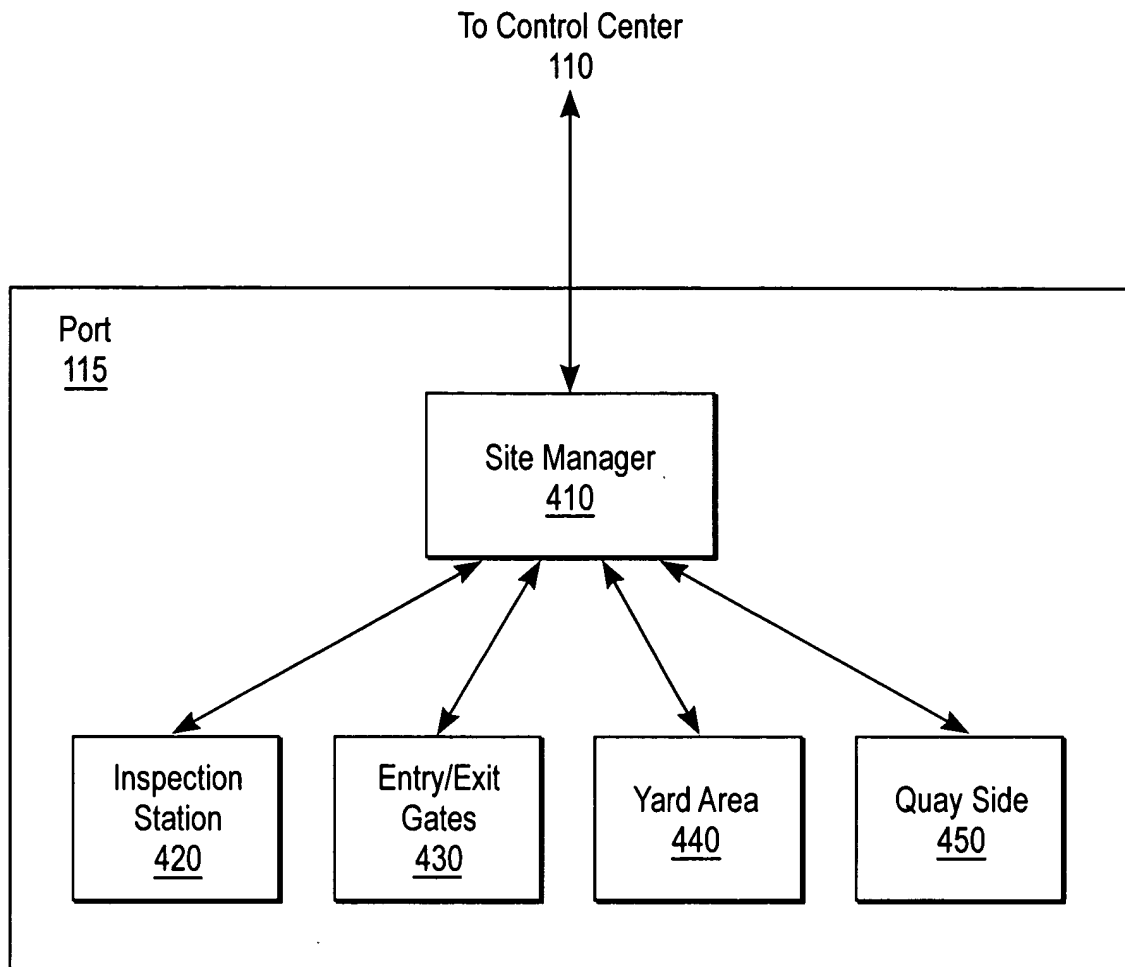 To Control Center
110
Port
115
Site Manager
410
Inspection
Station
420
Entry/Exit
Gates
430
Yard Area
440
Quay Side
450